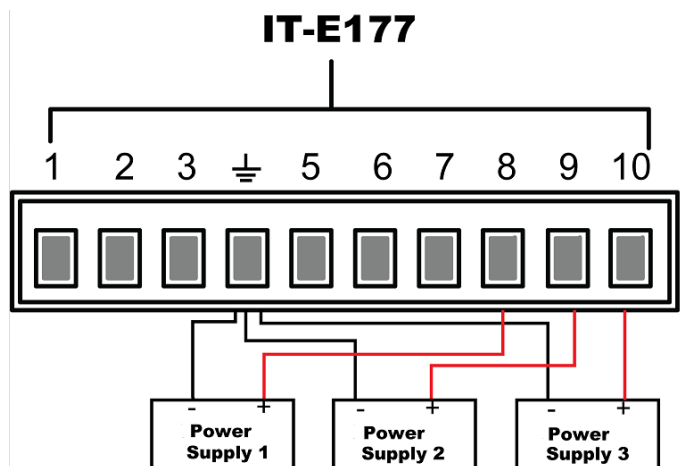 IT-E177
1 2 3 5 6 7 8 9 10
- + - + - +
Power Power Power
Supply 1 Supply 2 Supply 3